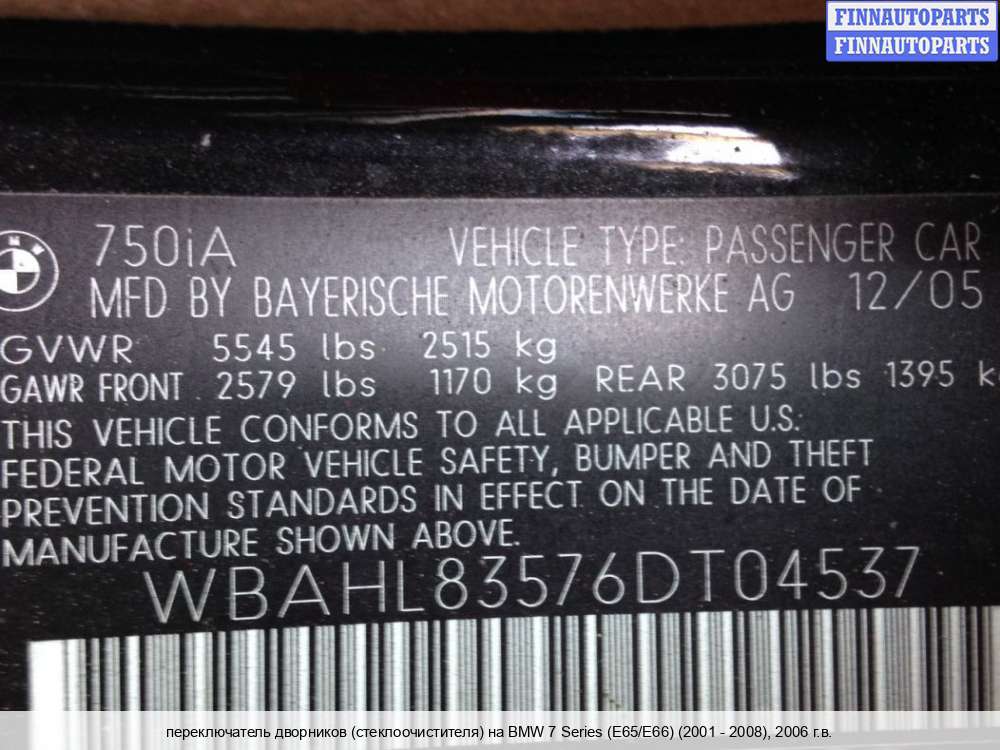 FINNAUTOPARTS
FINNAUTOPARTS
BMW
750iA VEHICLE TYPE: PASSENGER CAR
MFD BY BAYERISCHE MOTORENWERKE AG 12/05
GVWR 5545 lbs 2515 kg
GAWR FRONT 2579 lbs 1170 kg REAR 3075 lbs 1395 kg
THIS VEHICLE CONFORMS TO ALL APPLICABLE U.S.:
FEDERAL MOTOR VEHICLE SAFETY, BUMPER AND THEFT
PREVENTION STANDARDS IN EFFECT ON THE DATE OF
MANUFACTURE SHOWN ABOVE.
WBAHL83576DT04537
переключатель дворников (стеклоочистителя) на BMW 7 Series (E65/E66) (2001 - 2008), 2006 г.в.